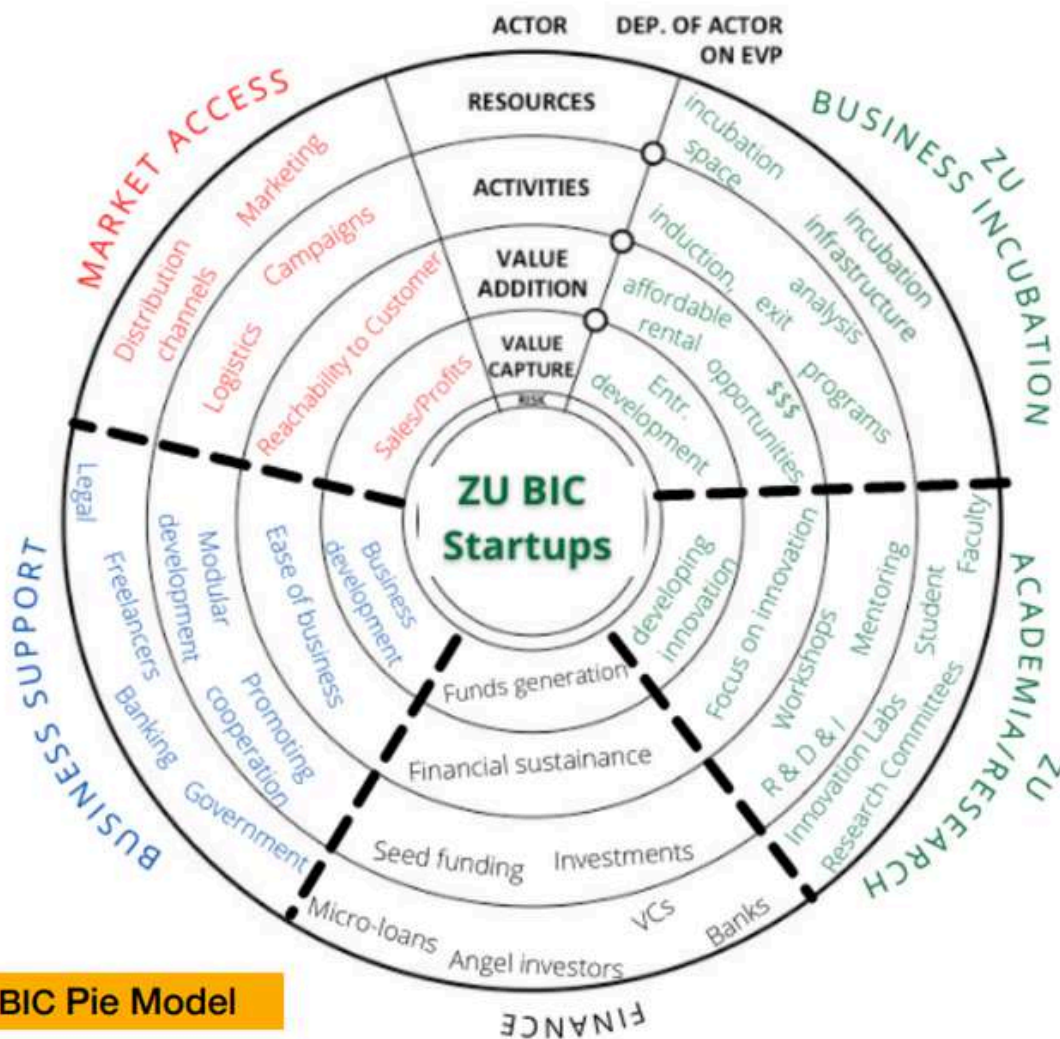 ACTOR
DEP. OF ACTOR
ON EVP
RESOURCES
ACTIVITIES
VALUE
ADDITION
VALUE
CAPTURE
RISK
ZU BIC
Startups
ZU
BUSINESS INCUBATION
incubation
space
incubation
infrastructure
induction,
exit
analysis
programs
affordable
rental
opportunities
$$$
Entr.
development
ZU
ACADEMIA/RESEARCH
Faculty
Student
Research Committees
Innovation Labs
Mentoring
Workshops
R & D & I
Focus on innovation
developing
innovation
FINANCE
Micro-loans
Angel investors
VCs
Banks
Seed funding
Investments
Financial sustainance
Funds generation
BUSINESS SUPPORT
Legal
Freelancers
Banking
Government
Modular
development
Promoting
cooperation
Ease of business
Business
development
MARKET ACCESS
Distribution
channels
Marketing
Logistics
Campaigns
Reachability to Customer
Sales/Profits
BIC Pie Model